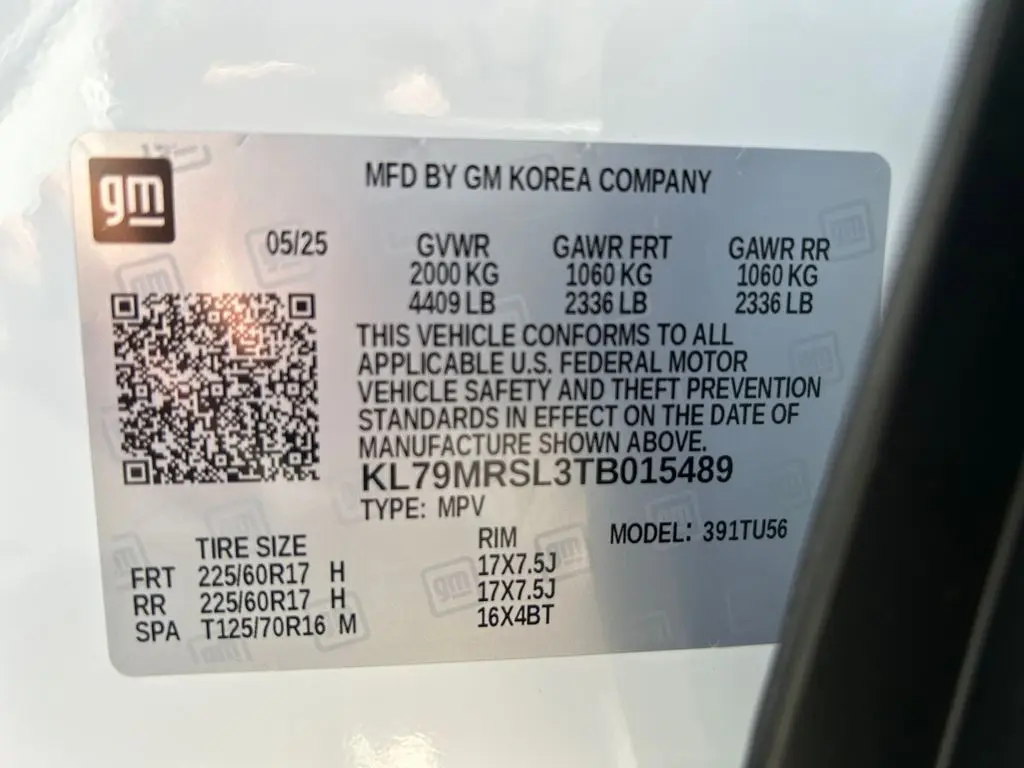 gm
MFD BY GM KOREA COMPANY
05/25 GVWR GAWR FRT GAWR RR
2000 KG 1060 KG 1060 KG
4409 LB 2336 LB 2336 LB
THIS VEHICLE CONFORMS TO ALL
APPLICABLE U.S. FEDERAL MOTOR
VEHICLE SAFETY AND THEFT PREVENTION
STANDARDS IN EFFECT ON THE DATE OF
MANUFACTURE SHOWN ABOVE.
KL79MRSL3TB015489
TYPE: MPV
TIRE SIZE RIM MODEL: 391TU56
FRT 225/60R17 H 17X7.5J
RR 225/60R17 H 17X7.5J
SPA T125/70R16 M 16X4BT